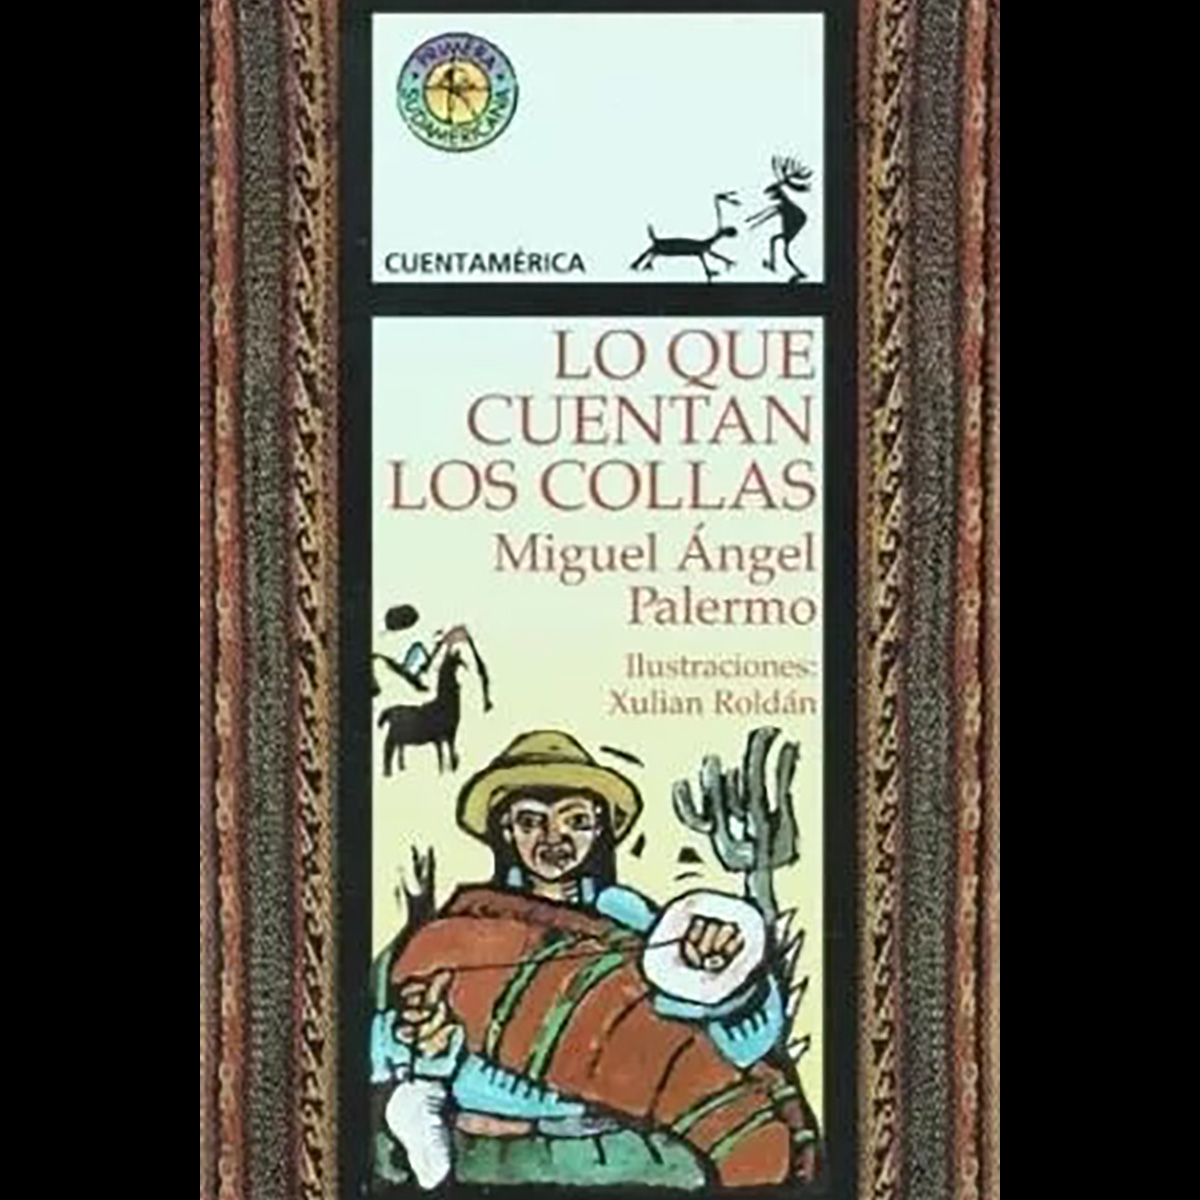 PRIMERA
SUDAMERICANA
CUENTAMÉRICA
LO QUE
CUENTAN
LOS COLLAS
Miguel Ángel
Palermo
Ilustraciones:
Xulian Roldán